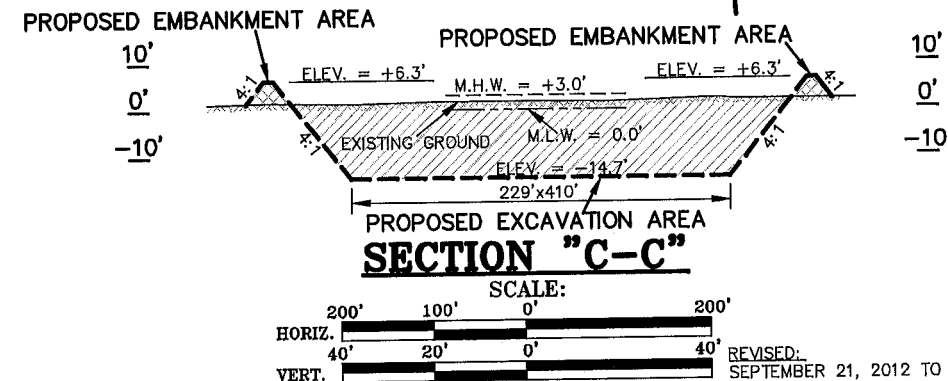 PROPOSED EMBANKMENT AREA
PROPOSED EMBANKMENT AREA
10'
10'
ELEV. = +6.3'
M.H.W. = +3.0'
ELEV. = +6.3'
4:1
4:1
0'
0'
EXISTING GROUND
M.L.W. = 0.0'
4:1
4:1
-10'
-10
ELEV. = -14.7'
229'x410'
PROPOSED EXCAVATION AREA
SECTION "C-C"
SCALE:
200' 100' 0' 200'
HORIZ.
40' 20' 0' 40'
VERT.
REVISED:
SEPTEMBER 21, 2012 TO